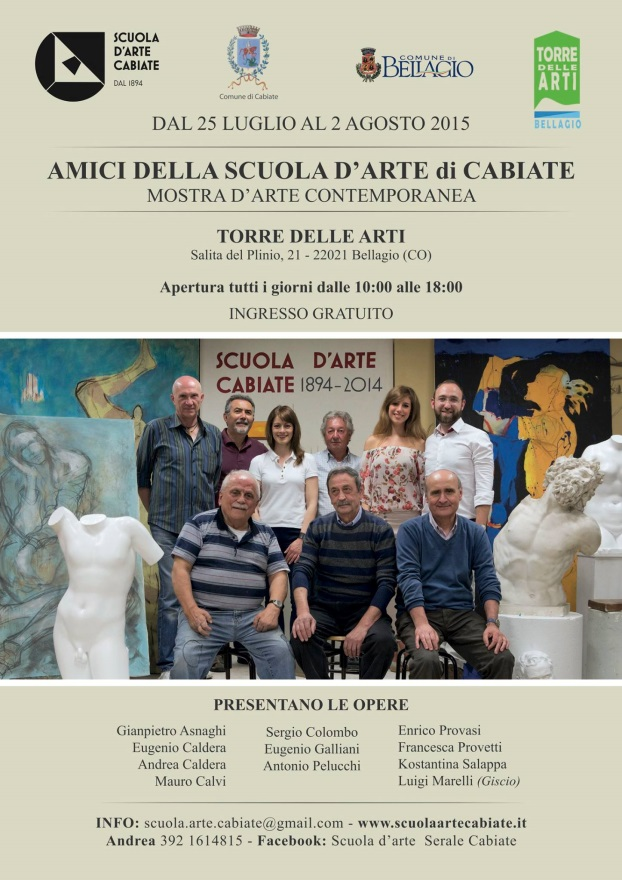 SCUOLA
D'ARTE
CABIATE
DAL 1894
Comune di Cabiate
COMUNE DI
BELLAGIO
TORRE
DELLE
ARTI
BELLAGIO
DAL 25 LUGLIO AL 2 AGOSTO 2015
AMICI DELLA SCUOLA D'ARTE di CABIATE
MOSTRA D'ARTE CONTEMPORANEA
TORRE DELLE ARTI
Salita del Plinio, 21 - 22021 Bellagio (CO)
Apertura tutti i giorni dalle 10:00 alle 18:00
INGRESSO GRATUITO
SCUOLA D'ARTE
CABIATE 1894-2014
PRESENTANO LE OPERE
Gianpietro Asnaghi
Eugenio Caldera
Andrea Caldera
Mauro Calvi
Sergio Colombo
Eugenio Galliani
Antonio Pelucchi
Enrico Provasi
Francesca Provetti
Kostantina Salappa
Luigi Marelli (Giscio)
INFO: scuola.arte.cabiate@gmail.com - www.scuolaartecabiate.it
Andrea 392 1614815 - Facebook: Scuola d'arte Serale Cabiate